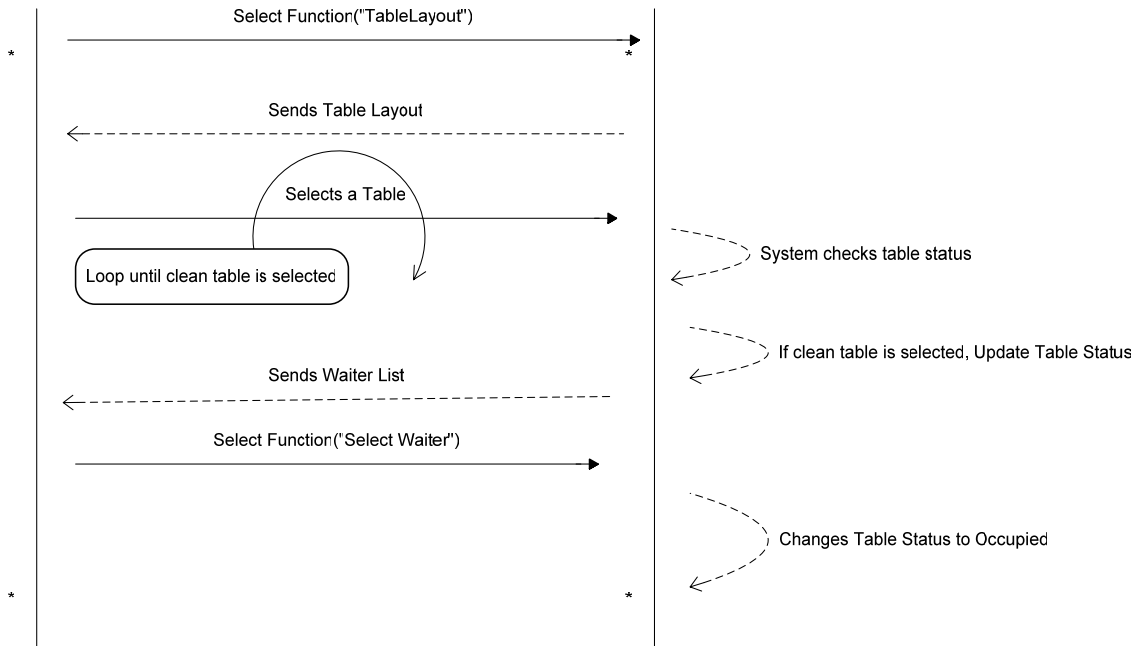 Select Function("TableLayout")
*
*
Sends Table Layout
Selects a Table
System checks table status
Loop until clean table is selected
If clean table is selected, Update Table Status
Sends Waiter List
Select Function("Select Waiter")
Changes Table Status to Occupied
*
*